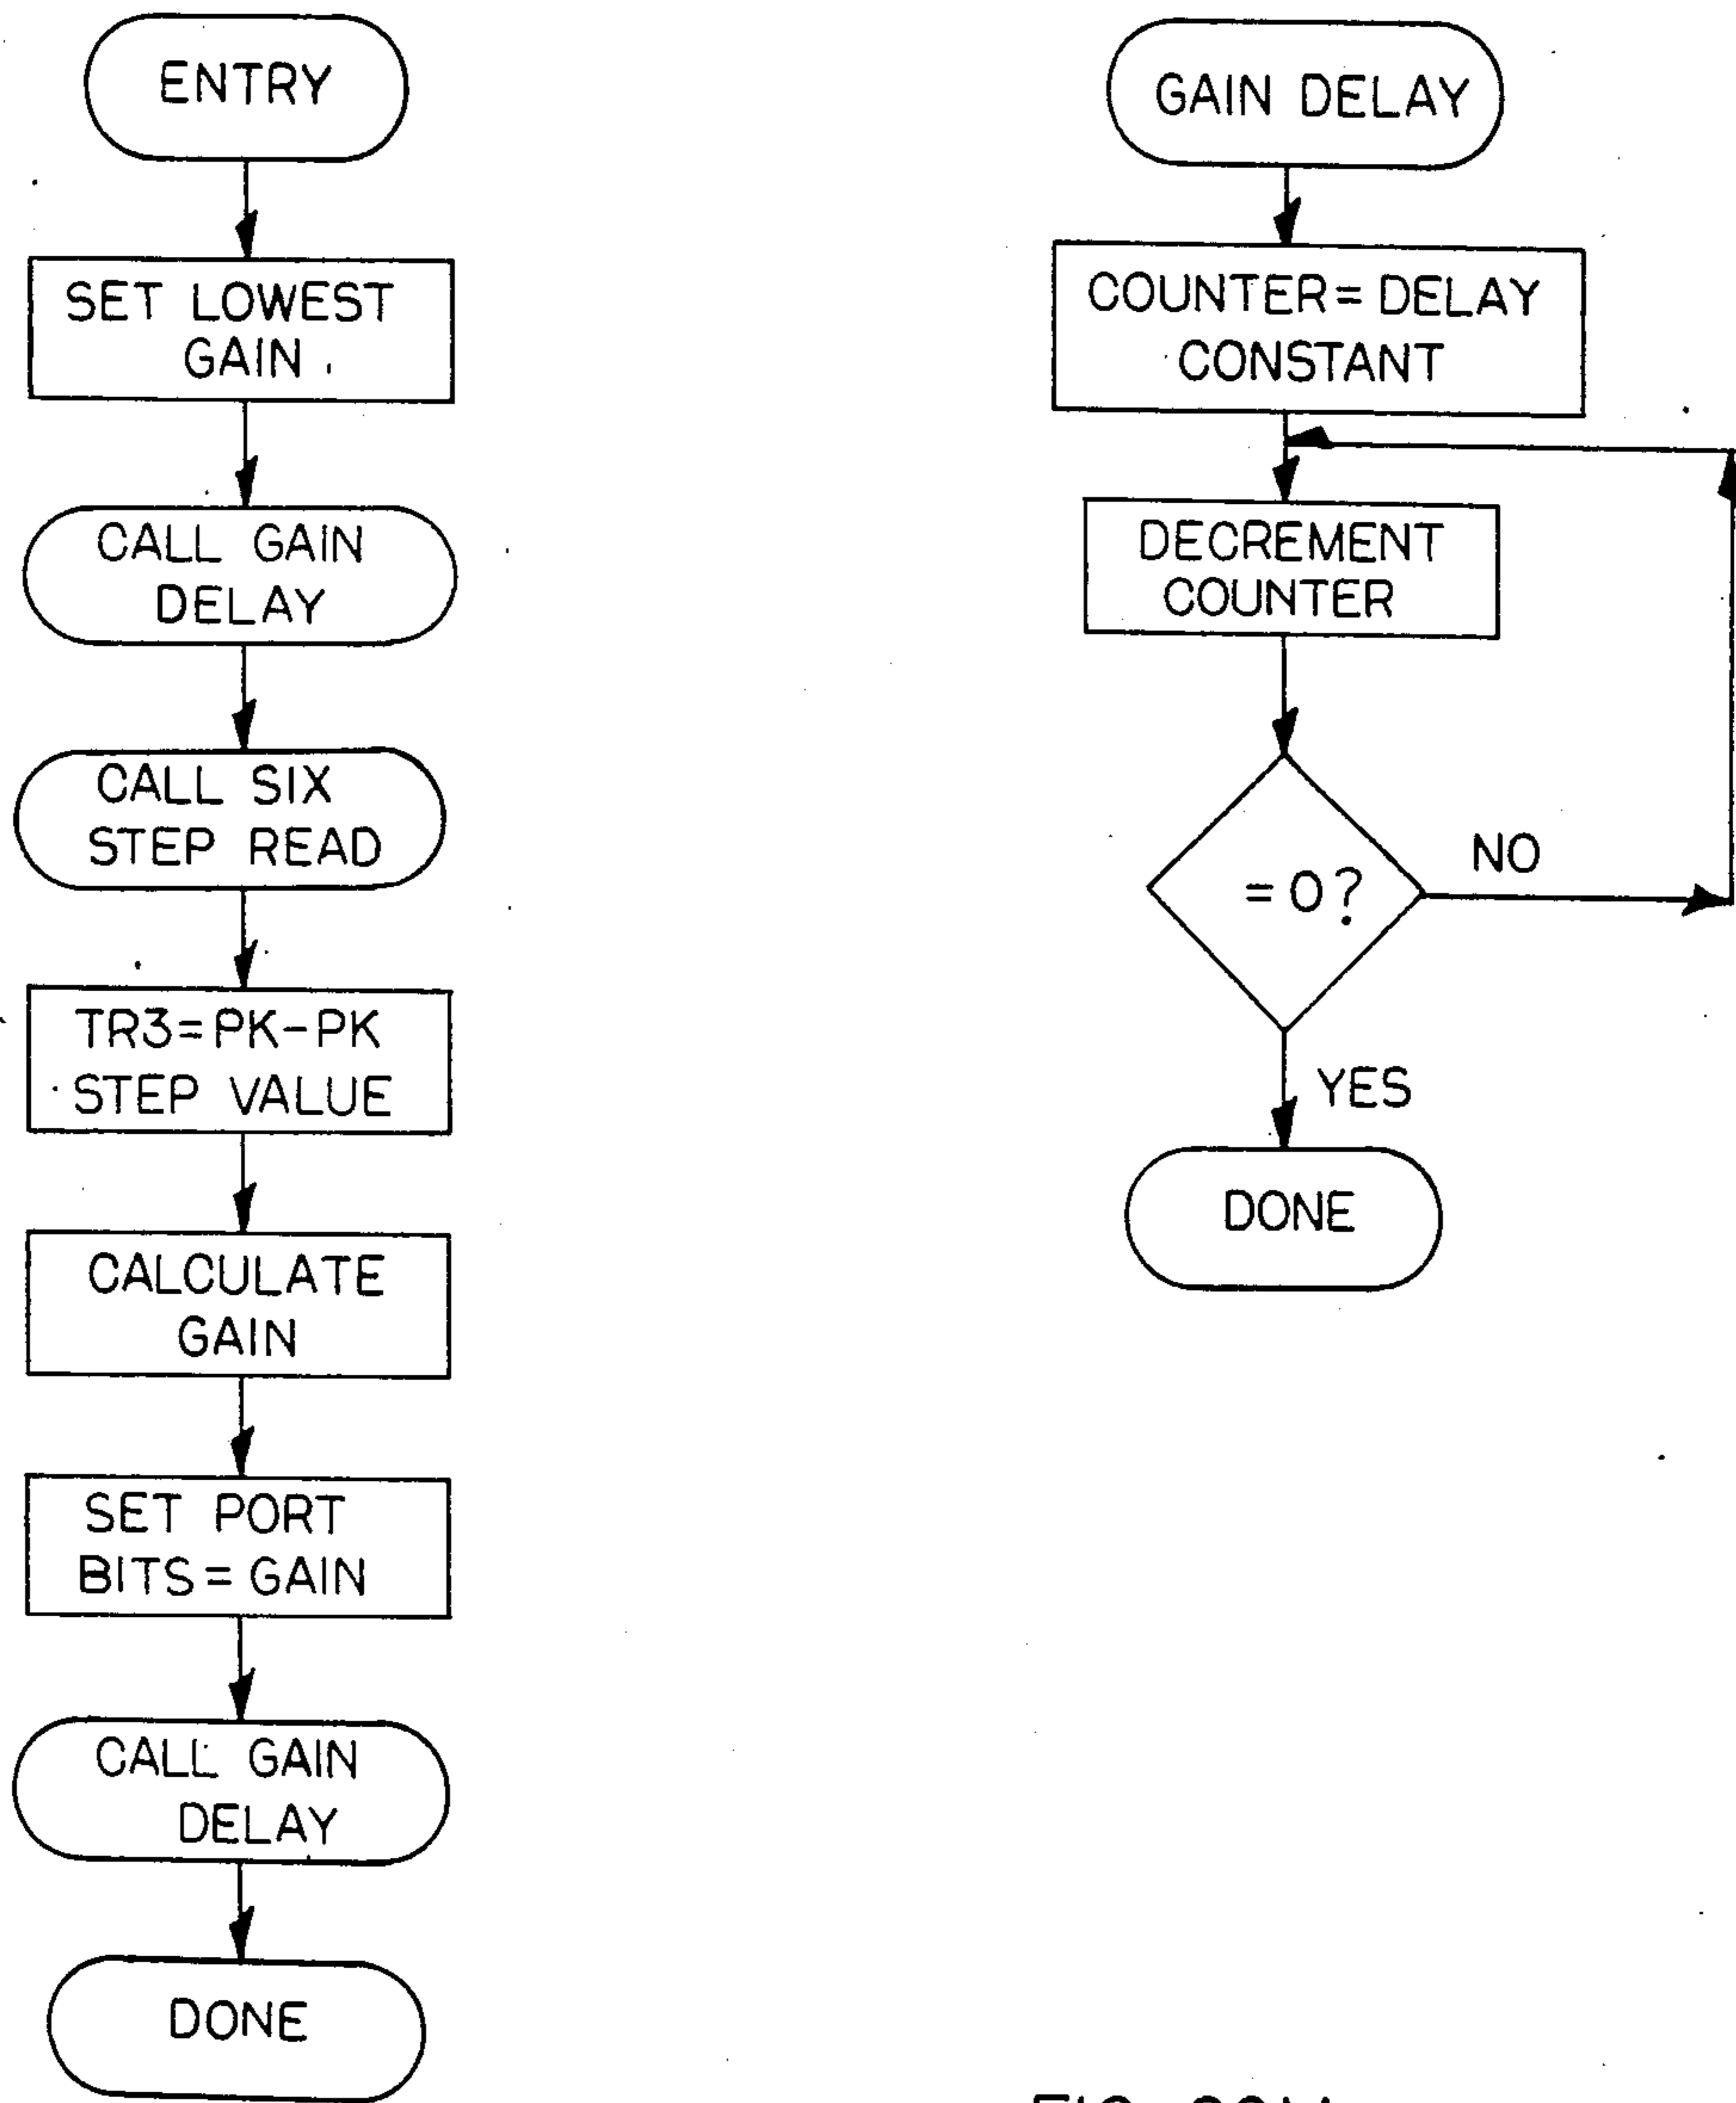 ENTRY
SET LOWEST
GAIN
CALL GAIN
DELAY
CALL SIX
STEP READ
TR3=PK-PK
STEP VALUE
CALCULATE
GAIN
SET PORT
BITS=GAIN
CALL GAIN
DELAY
DONE
GAIN DELAY
COUNTER=DELAY
CONSTANT
DECREMENT
COUNTER
=0?
NO
YES
DONE